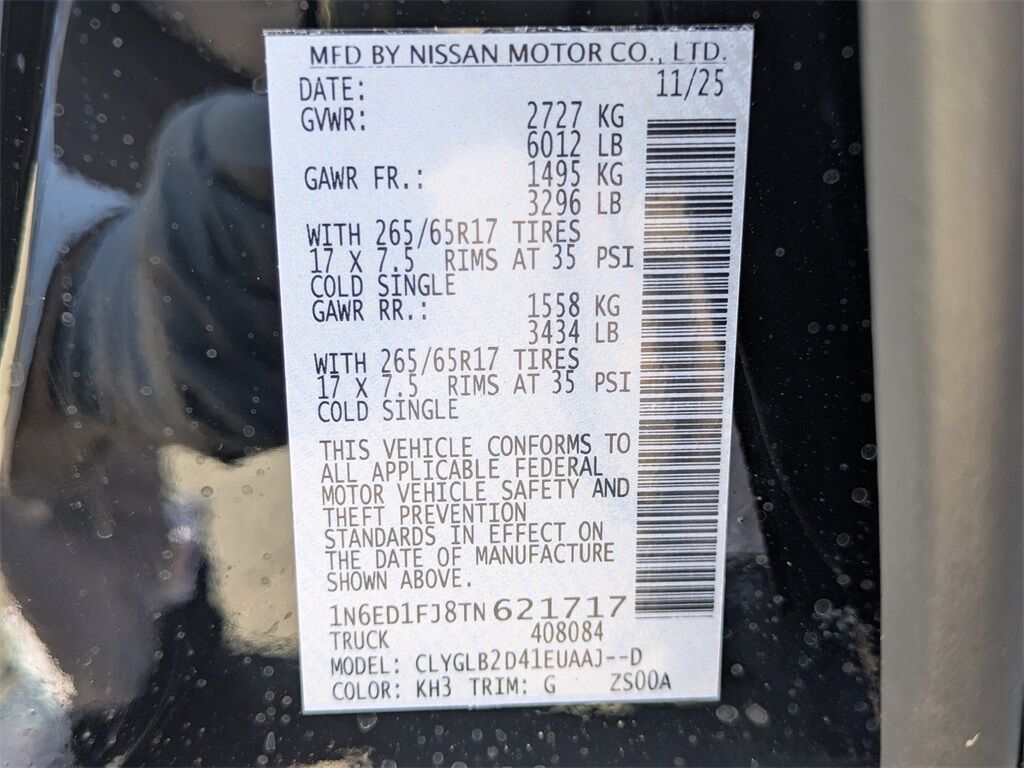 MFD BY NISSAN MOTOR CO., LTD.
DATE: 11/25
GVWR: 2727 KG
6012 LB
GAWR FR.: 1495 KG
3296 LB
WITH 265/65R17 TIRES
17 X 7.5 RIMS AT 35 PSI
COLD SINGLE
GAWR RR.: 1558 KG
3434 LB
WITH 265/65R17 TIRES
17 X 7.5 RIMS AT 35 PSI
COLD SINGLE
THIS VEHICLE CONFORMS TO
ALL APPLICABLE FEDERAL
MOTOR VEHICLE SAFETY AND
THEFT PREVENTION
STANDARDS IN EFFECT ON
THE DATE OF MANUFACTURE
SHOWN ABOVE.
1N6ED1FJ8TN 621717
TRUCK 408084
MODEL: CLYGLB2D41EUAAJ--D
COLOR: KH3 TRIM: G ZS00A